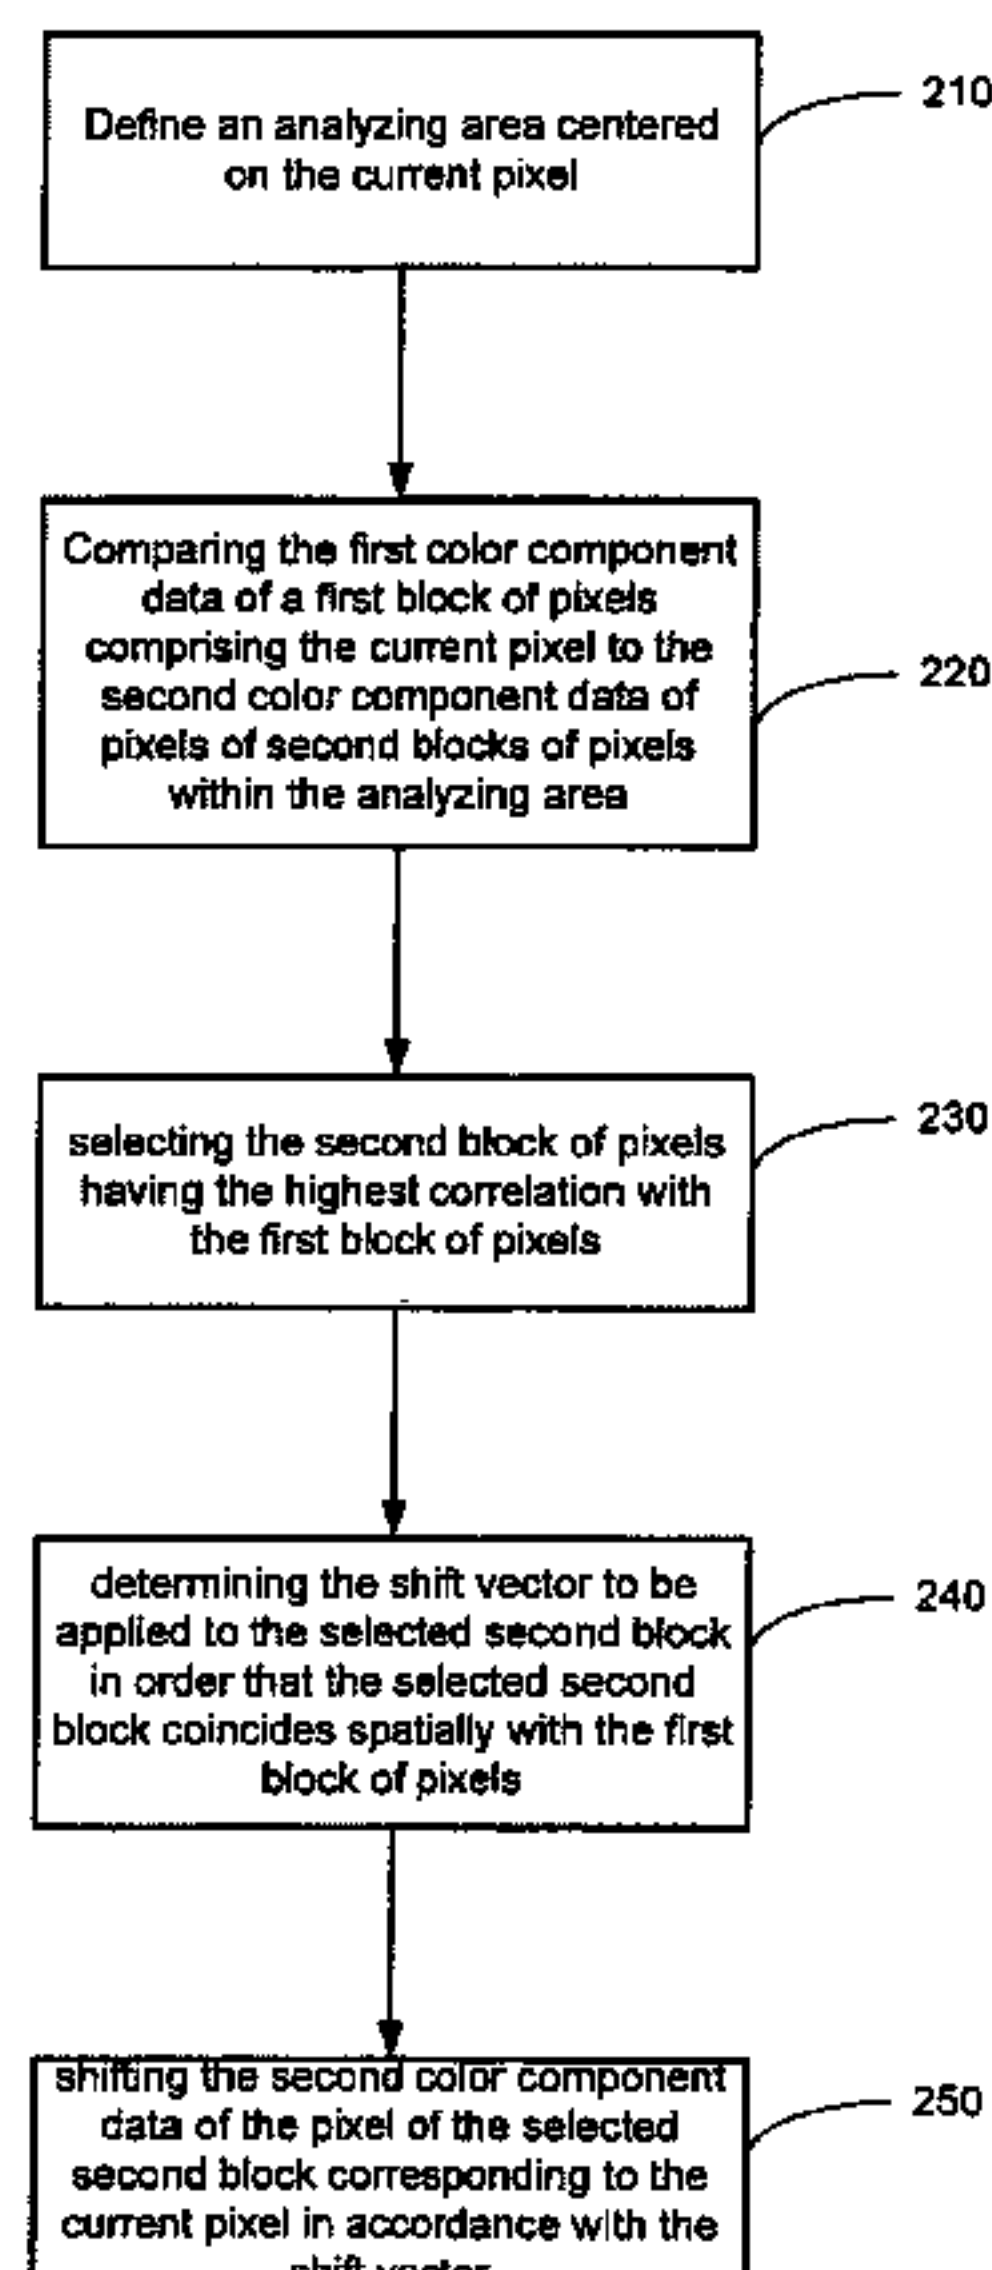 Define an analyzing area centered
on the current pixel
210
Comparing the first color component
data of a first block of pixels
comprising the current pixel to the
second color component data of
pixels of second blocks of pixels
within the analyzing area
220
selecting the second block of pixels
having the highest correlation with
the first block of pixels
230
determining the shift vector to be
applied to the selected second block
in order that the selected second
block coincides spatially with the first
block of pixels
240
shifting the second color component
data of the pixel of the selected
second block corresponding to the
current pixel in accordance with the
shift vector
250